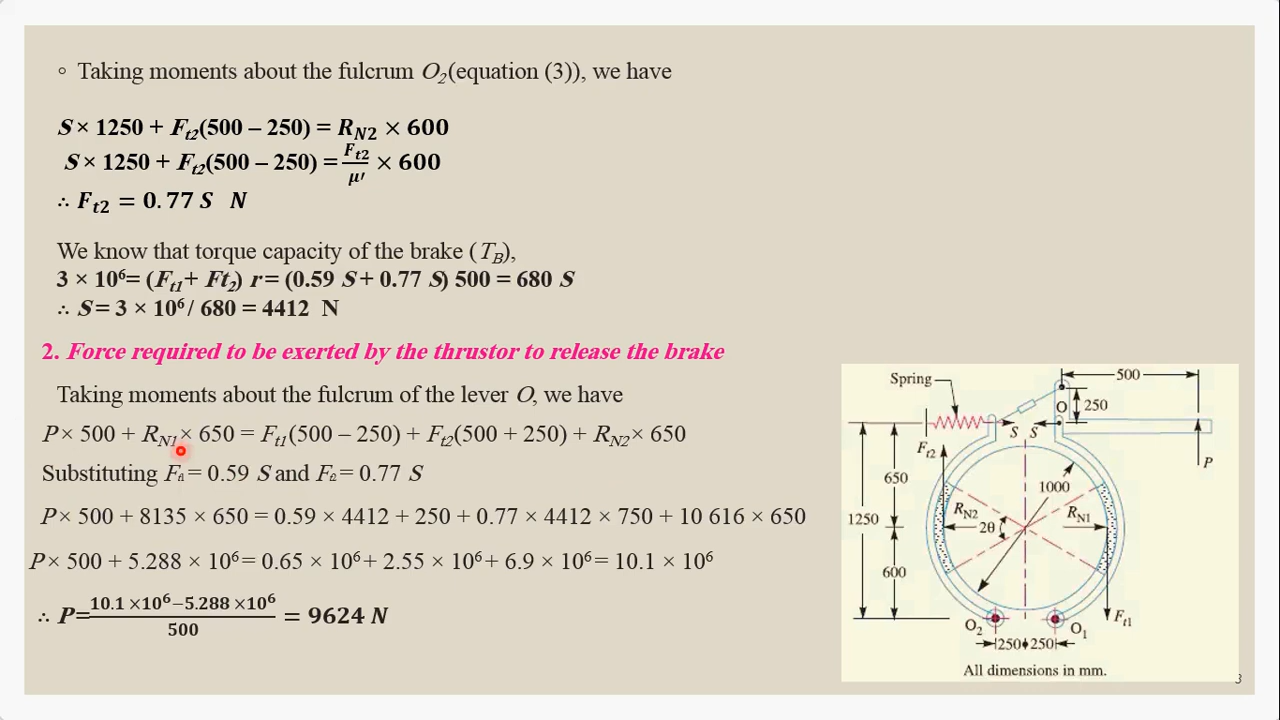 ◦ Taking moments about the fulcrum O₂(equation (3)), we have
S × 1250 + Fₜ₂(500 – 250) = R_N2 × 600
S × 1250 + Fₜ₂(500 – 250) = Fₜ₂/μ′ × 600
∴ Fₜ₂ = 0.77 S N
We know that torque capacity of the brake (T_B),
3 × 10⁶= (Fₜ₁+ Ft₂) r = (0.59 S + 0.77 S) 500 = 680 S
∴ S = 3 × 10⁶/ 680 = 4412 N
2. Force required to be exerted by the thrustor to release the brake
Taking moments about the fulcrum of the lever O, we have
P × 500 + R_N1 × 650 = Fₜ₁(500 – 250) + Fₜ₂(500 + 250) + R_N2 × 650
Substituting Fₜ₁ = 0.59 S and Fₜ₂ = 0.77 S
P × 500 + 8135 × 650 = 0.59 × 4412 + 250 + 0.77 × 4412 × 750 + 10 616 × 650
P × 500 + 5.288 × 10⁶= 0.65 × 10⁶+ 2.55 × 10⁶+ 6.9 × 10⁶= 10.1 × 10⁶
∴ P=10.1 ×10⁶−5.288 ×10⁶/500 = 9624 N
500
Spring
O
250
S S
Fₜ₂
P
650
1000
1250
R_N2
R_N1
2θ
600
O₂
O₁
Fₜ₁
250 250
All dimensions in mm.
3